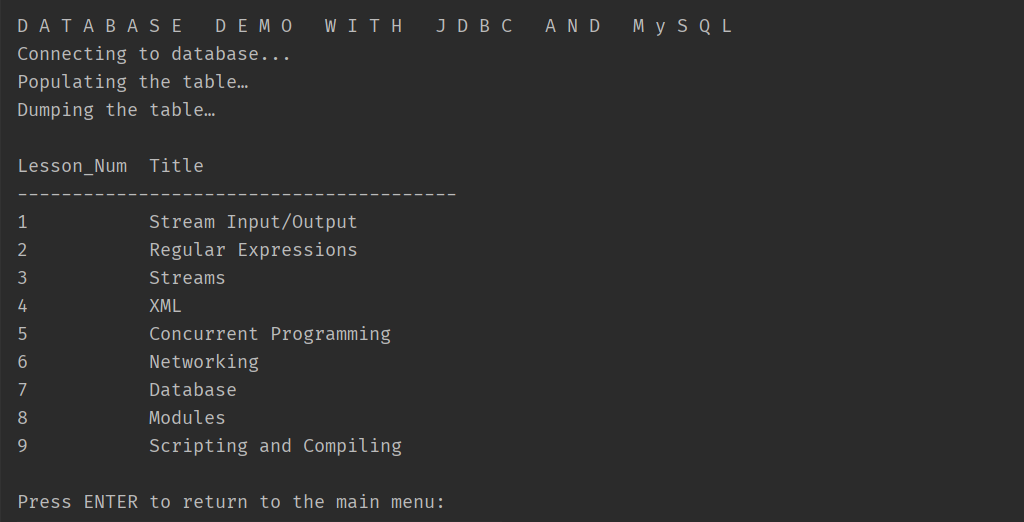 D A T A B A S E   D E M O   W I T H   J D B C   A N D   M y S Q L
Connecting to database...
Populating the table…
Dumping the table…

Lesson_Num  Title
----------------------------------------
1           Stream Input/Output
2           Regular Expressions
3           Streams
4           XML
5           Concurrent Programming
6           Networking
7           Database
8           Modules
9           Scripting and Compiling

Press ENTER to return to the main menu: